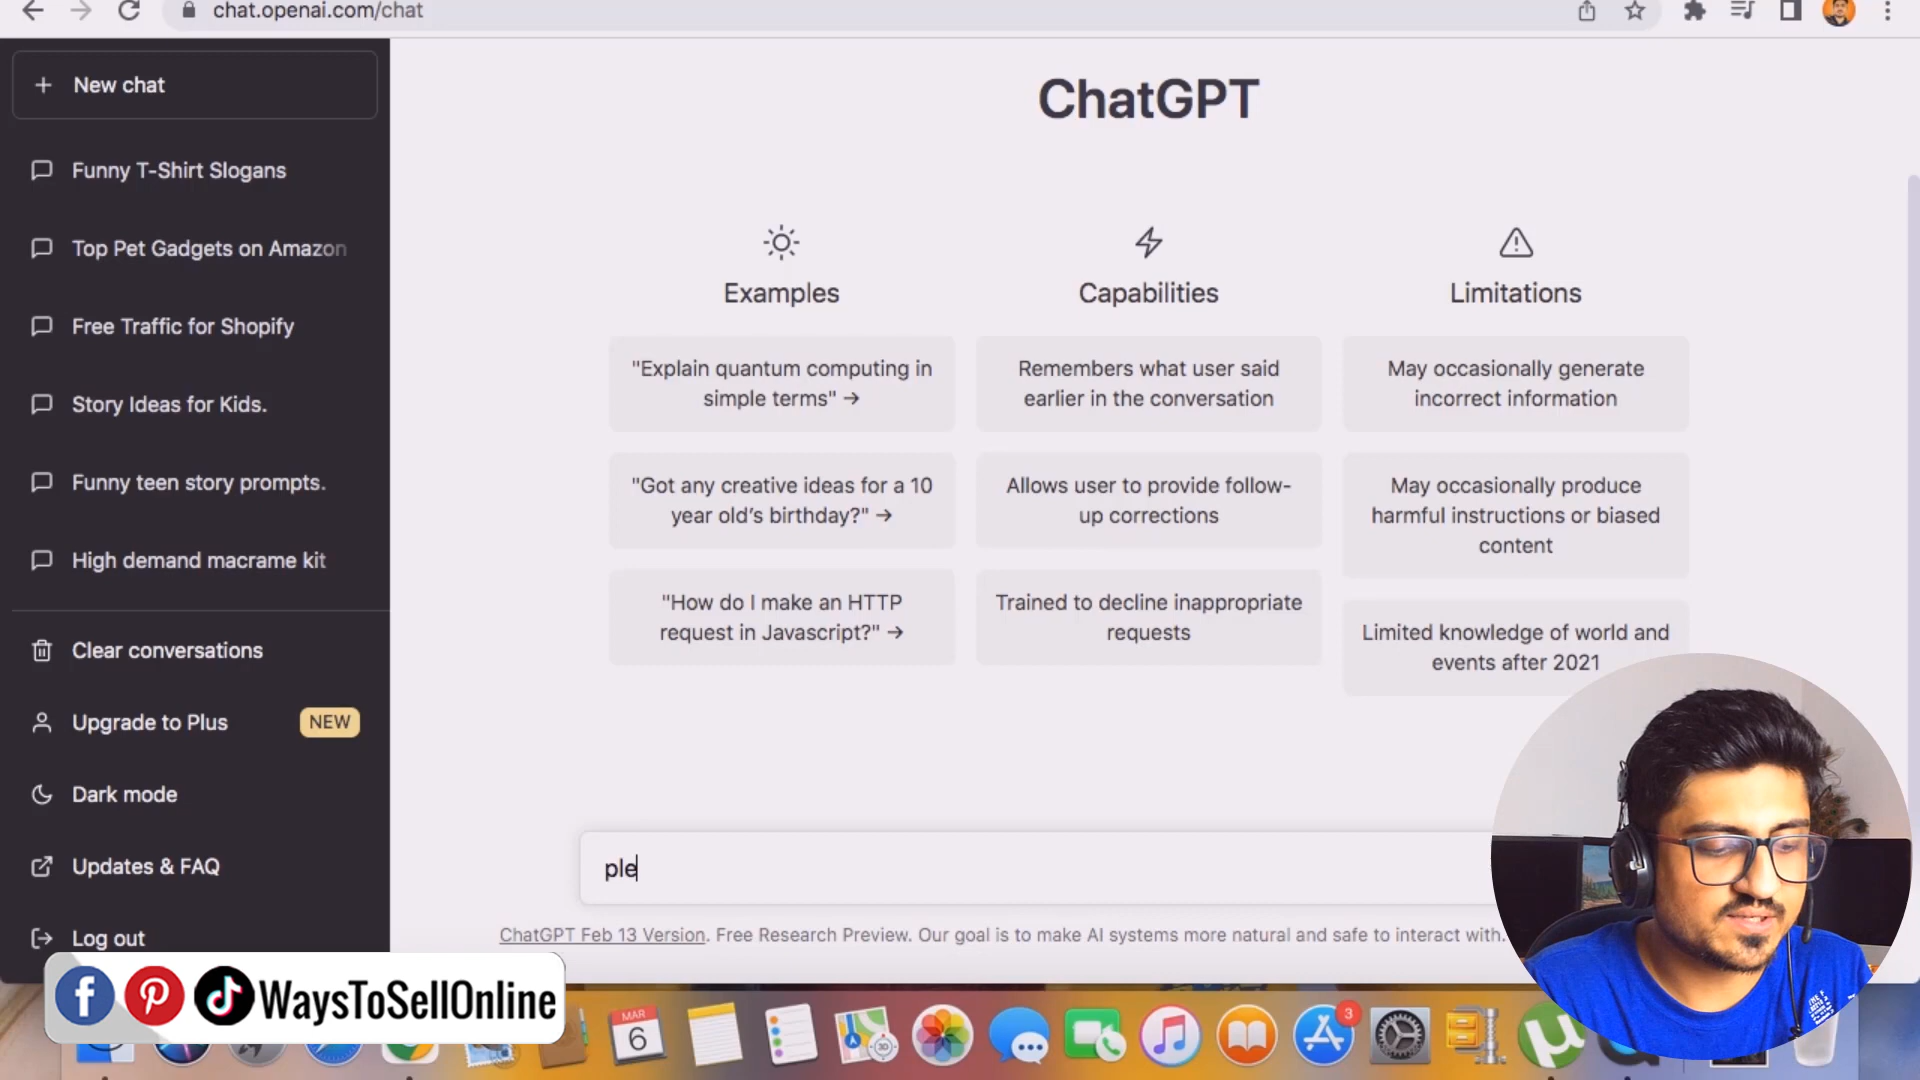 chat.openai.com/chat
New chat
Funny T-Shirt Slogans
Top Pet Gadgets on Amazon
Free Traffic for Shopify
Story Ideas for Kids.
Funny teen story prompts.
High demand macrame kit
Clear conversations
Upgrade to Plus NEW
Dark mode
Updates & FAQ
Log out
ChatGPT
Examples
"Explain quantum computing in
simple terms" →
"Got any creative ideas for a 10
year old's birthday?" →
"How do I make an HTTP
request in Javascript?" →
Capabilities
Remembers what user said
earlier in the conversation
Allows user to provide follow-
up corrections
Trained to decline inappropriate
requests
Limitations
May occasionally generate
incorrect information
May occasionally produce
harmful instructions or biased
content
Limited knowledge of world and
events after 2021
ple
ChatGPT Feb 13 Version. Free Research Preview. Our goal is to make AI systems more natural and safe to interact with.
WaysToSellOnline
MAR
6
3D
3